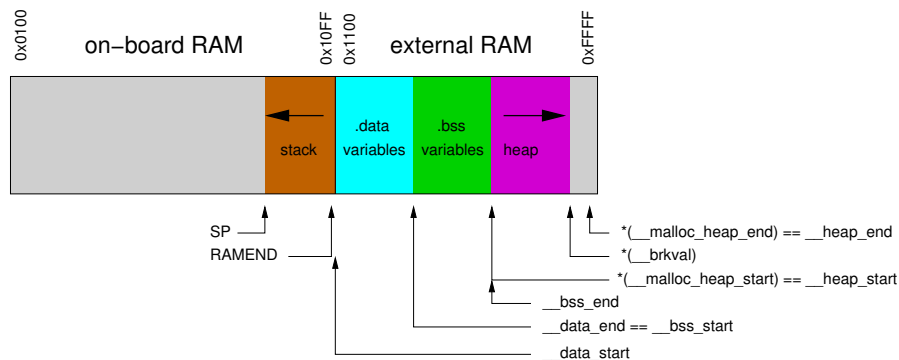 0x0100
on−board RAM
0x10FF
0x1100
external RAM
0xFFFF
stack
.data
variables
.bss
variables
heap
SP
RAMEND
*(__malloc_heap_end) == __heap_end
*(__brkval)
*(__malloc_heap_start) == __heap_start
__bss_end
__data_end == __bss_start
__data_start